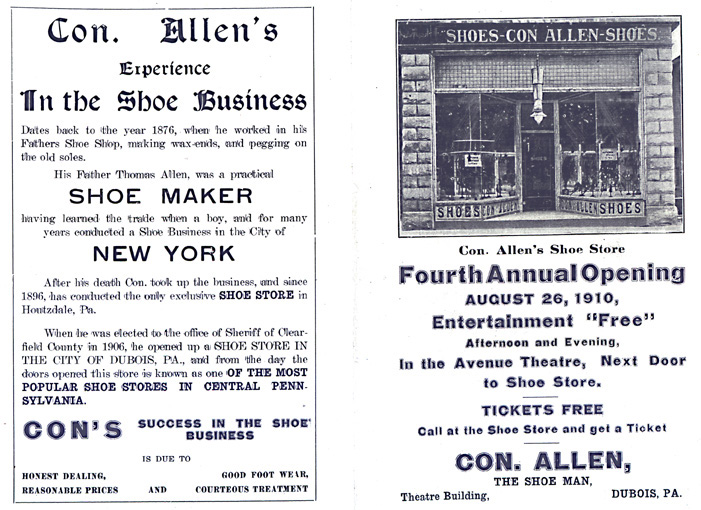 Con. Allen's
Experience
In the Shoe Business
Dates back to the year 1876, when he worked in his
Fathers Shoe Shop, making wax-ends, and pegging on
the old soles.
His Father Thomas Allen, was a practical
SHOE MAKER
having learned the trade when a boy, and for many
years conducted a Shoe Business in the City of
NEW YORK
After his death Con. took up the business, and since
1896, has conducted the only exclusive SHOE STORE in
Houtzdale, Pa.
When he was elected to the office of Sheriff of Clear-
field County in 1906, he opened up a SHOE STORE IN
THE CITY OF DUBOIS, PA., and from the day the
doors opened this store is known as one OF THE MOST
POPULAR SHOE STORES IN CENTRAL PENN-
SYLVANIA.
CON'S SUCCESS IN THE SHOE
BUSINESS
IS DUE TO
HONEST DEALING, GOOD FOOT WEAR,
REASONABLE PRICES AND COURTEOUS TREATMENT
SHOES-CON ALLEN-SHOES.
SHOES CON ALLEN
CON ALLEN SHOES
Con. Allen's Shoe Store
Fourth Annual Opening
AUGUST 26, 1910,
Entertainment "Free"
Afternoon and Evening,
In the Avenue Theatre, Next Door
to Shoe Store.
TICKETS FREE
Call at the Shoe Store and get a Ticket
CON. ALLEN,
THE SHOE MAN,
Theatre Building, DUBOIS, PA.